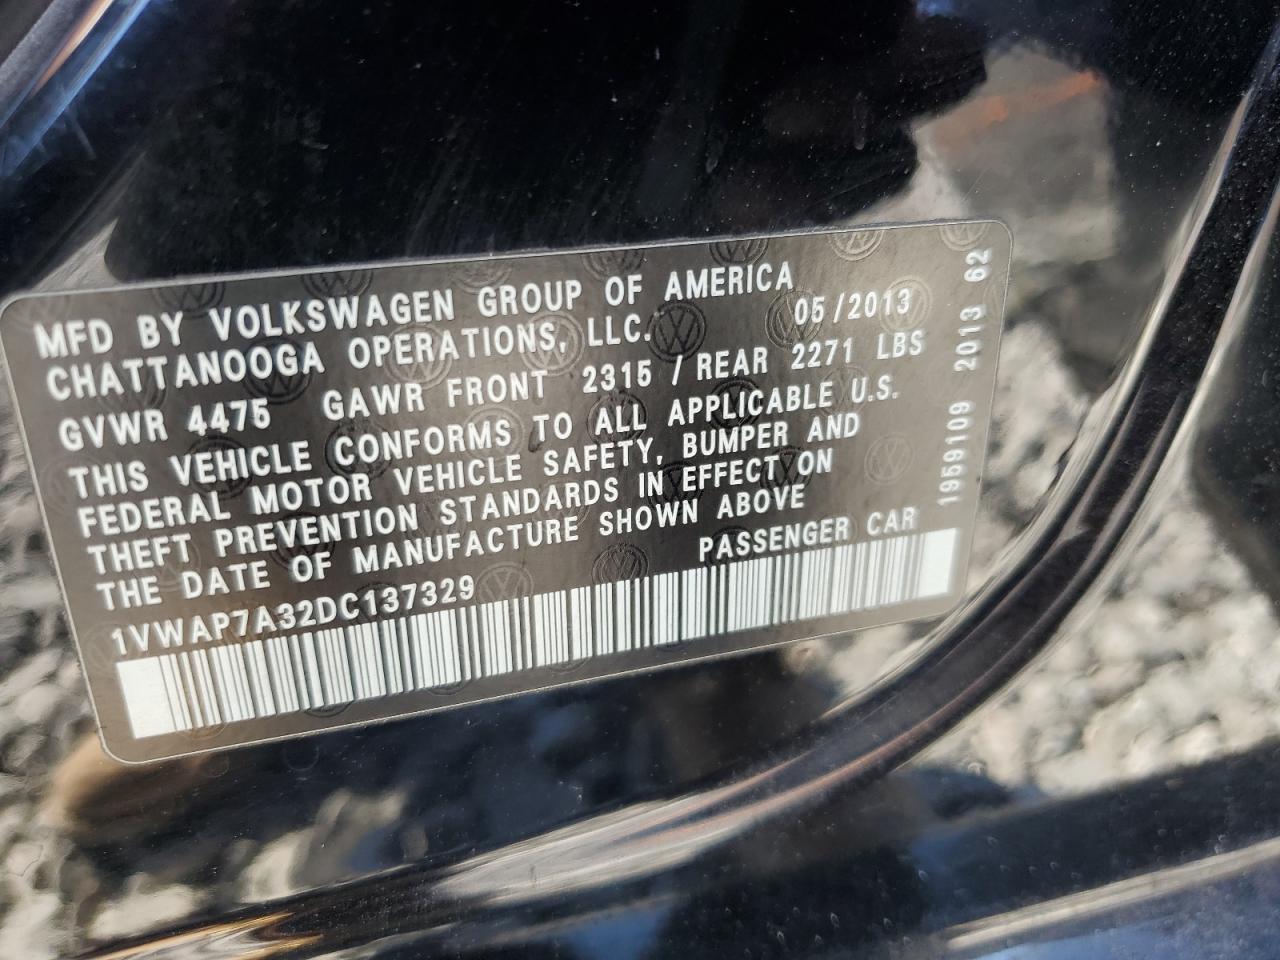 MFD BY VOLKSWAGEN GROUP OF AMERICA
CHATTANOOGA OPERATIONS, LLC. 05/2013
GVWR 4475 GAWR FRONT 2315 / REAR 2271 LBS
THIS VEHICLE CONFORMS TO ALL APPLICABLE U.S.
FEDERAL MOTOR VEHICLE SAFETY, BUMPER AND
THEFT PREVENTION STANDARDS IN EFFECT ON
THE DATE OF MANUFACTURE SHOWN ABOVE
1VWAP7A32DC137329 PASSENGER CAR
1959109 2013 62